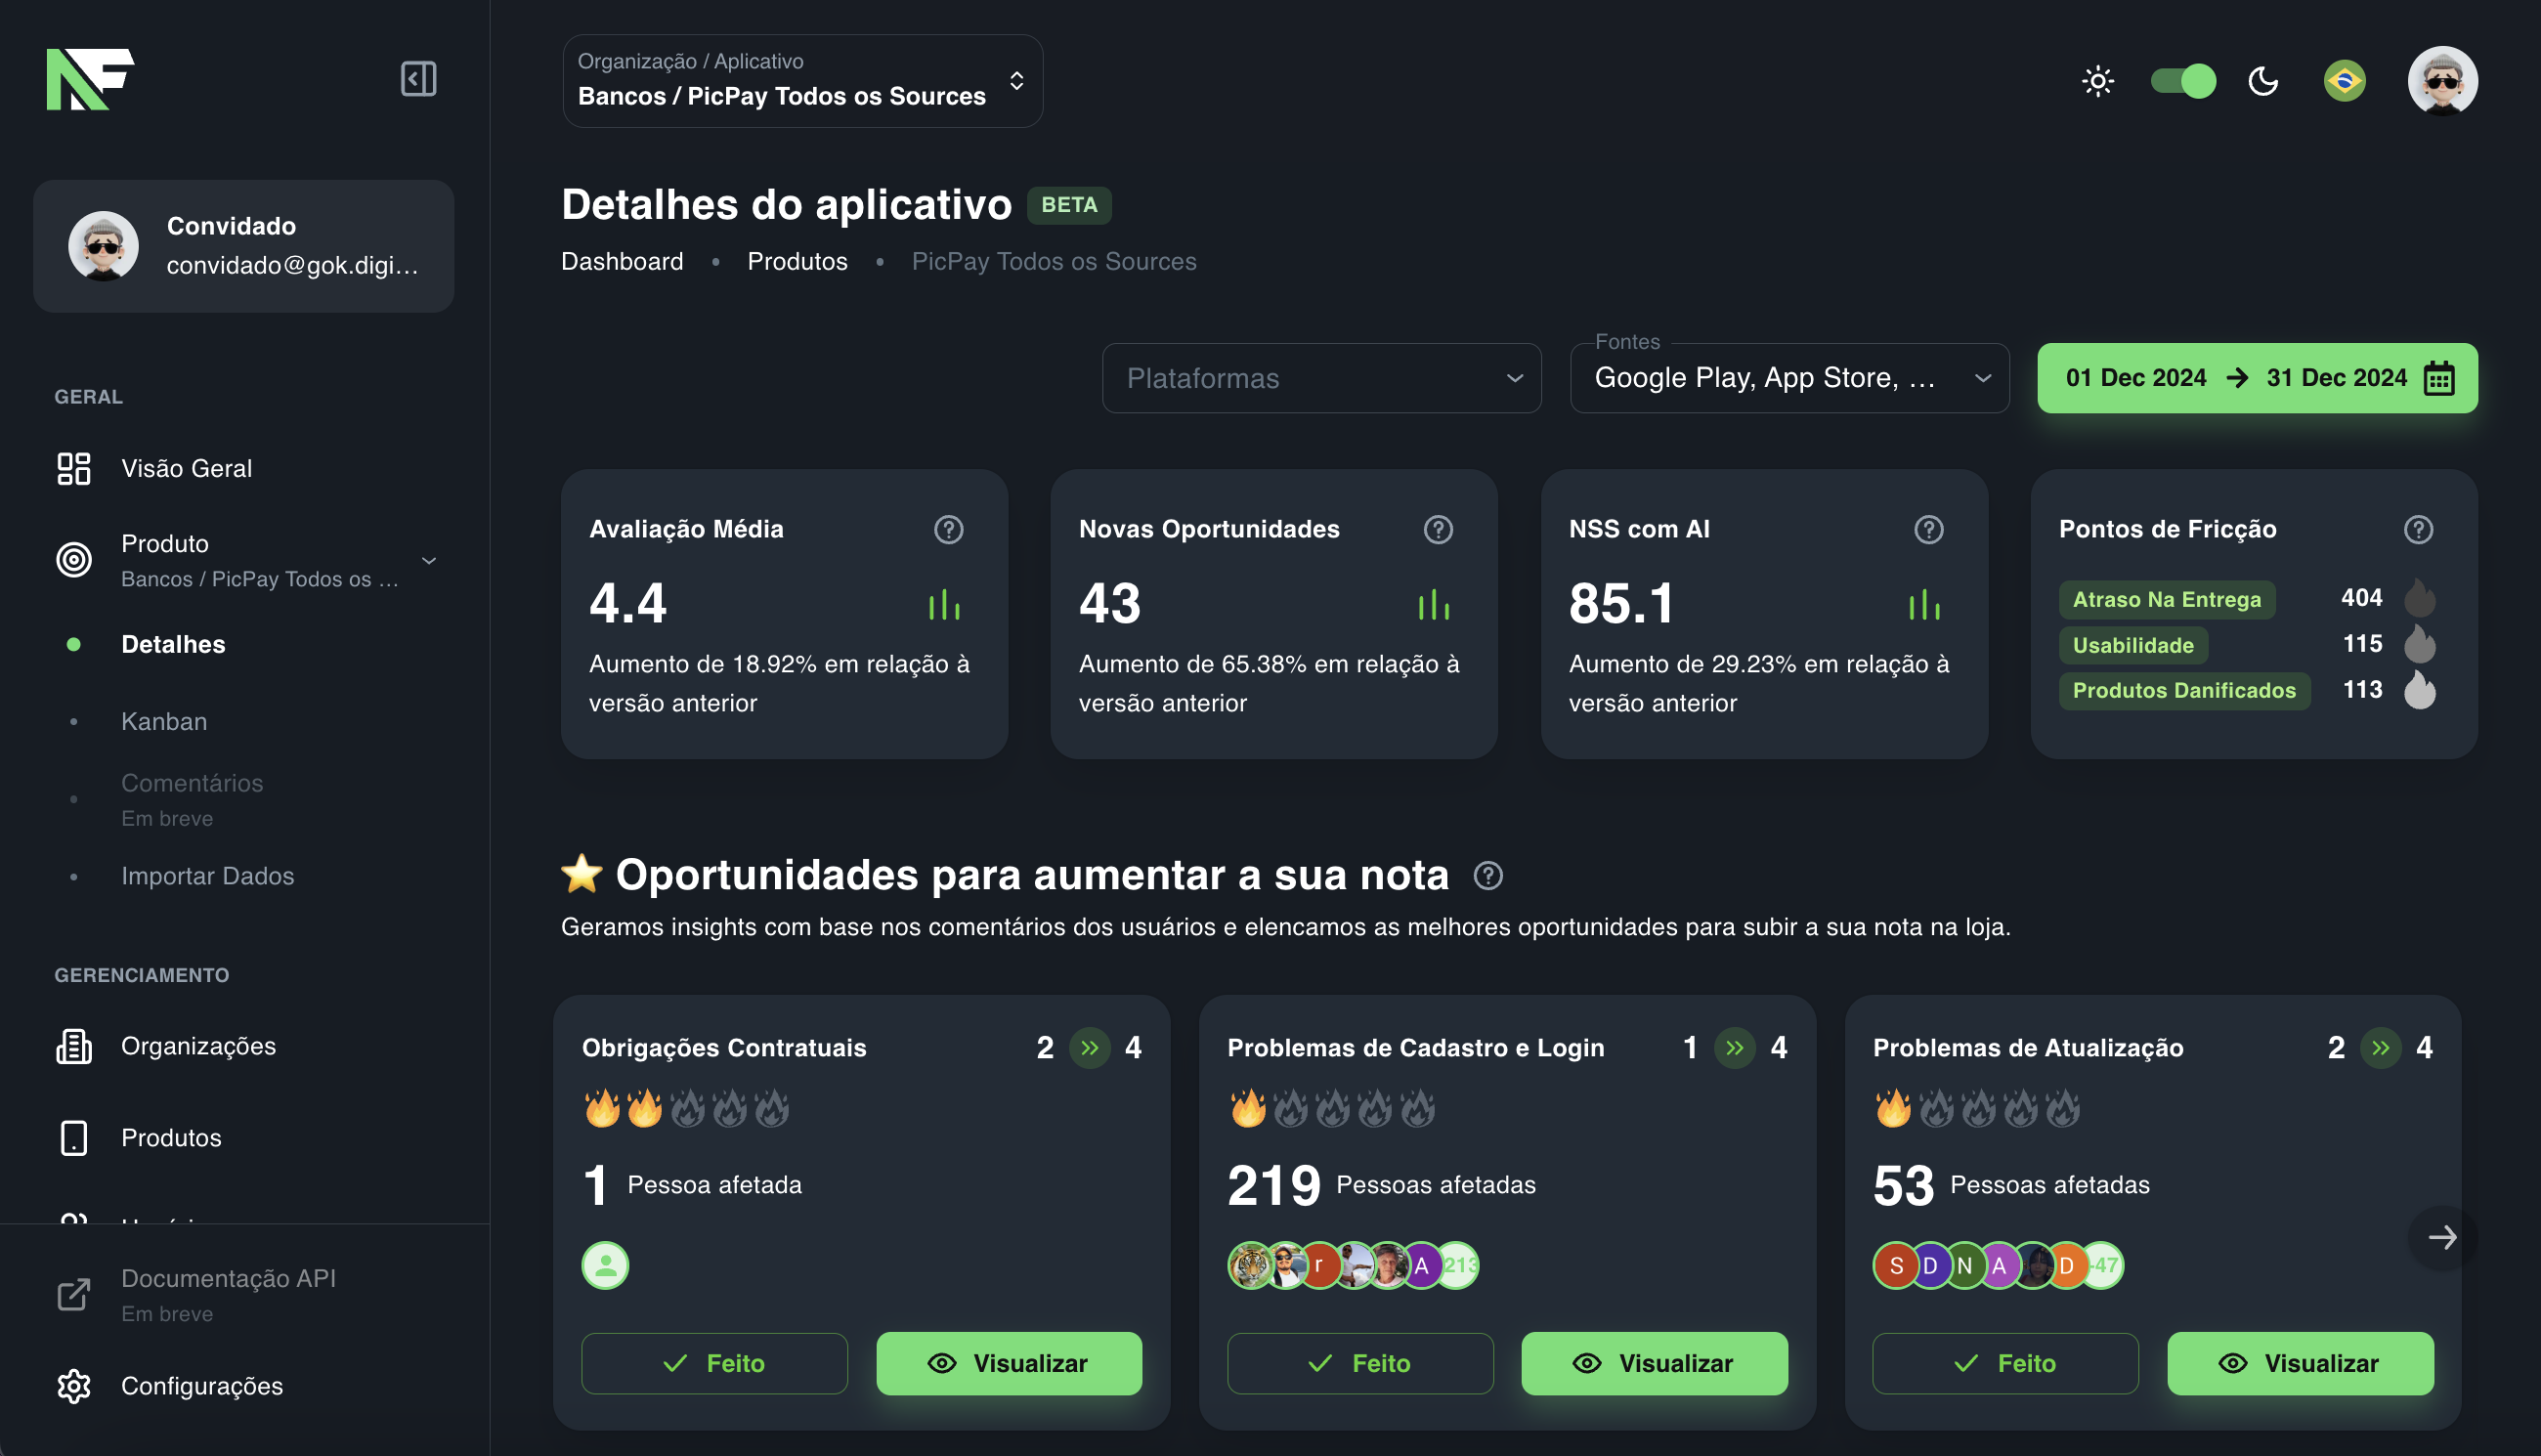 NF
Convidado
convidado@gok.digi...
GERAL
Visão Geral
Produto
Bancos / PicPay Todos os ...
Detalhes
Kanban
Comentários
Em breve
Importar Dados
GERENCIAMENTO
Organizações
Produtos
Documentação API
Em breve
Configurações
Organização / Aplicativo
Bancos / PicPay Todos os Sources
Detalhes do aplicativo BETA
Dashboard • Produtos • PicPay Todos os Sources
Plataformas
Fontes
Google Play, App Store, ...
01 Dec 2024 → 31 Dec 2024
Avaliação Média
4.4
Aumento de 18.92% em relação à
versão anterior
Novas Oportunidades
43
Aumento de 65.38% em relação à
versão anterior
NSS com AI
85.1
Aumento de 29.23% em relação à
versão anterior
Pontos de Fricção
Atraso Na Entrega 404
Usabilidade 115
Produtos Danificados 113
Oportunidades para aumentar a sua nota
Geramos insights com base nos comentários dos usuários e elencamos as melhores oportunidades para subir a sua nota na loja.
Obrigações Contratuais 2 » 4
1 Pessoa afetada
Feito Visualizar
Problemas de Cadastro e Login 1 » 4
219 Pessoas afetadas
r A 213
Feito Visualizar
Problemas de Atualização 2 » 4
53 Pessoas afetadas
S D N A D 47
Feito Visualizar